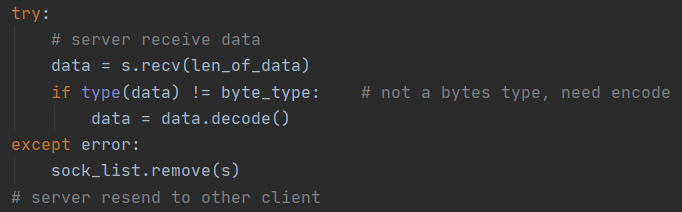 try:
    # server receive data
    data = s.recv(len_of_data)
    if type(data) != byte_type:    # not a bytes type, need encode
        data = data.decode()
except error:
    sock_list.remove(s)
# server resend to other client